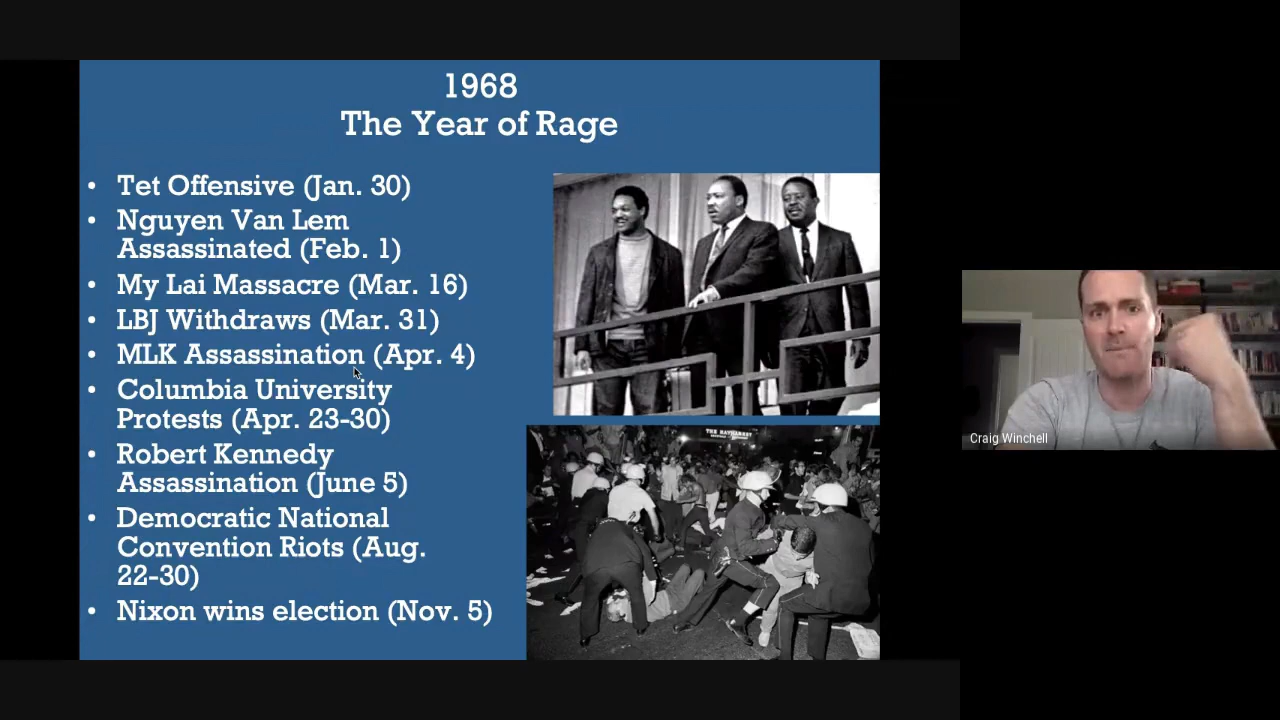 1968
The Year of Rage
• Tet Offensive (Jan. 30)
• Nguyen Van Lem
Assassinated (Feb. 1)
• My Lai Massacre (Mar. 16)
• LBJ Withdraws (Mar. 31)
• MLK Assassination (Apr. 4)
• Columbia University
Protests (Apr. 23-30)
• Robert Kennedy
Assassination (June 5)
• Democratic National
Convention Riots (Aug.
22-30)
• Nixon wins election (Nov. 5)
THE HAYMARKET
Craig Winchell